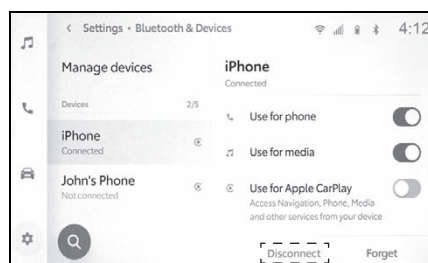 Settings • Bluetooth & Devices
4:12
Manage devices
Devices 2/5
iPhone
Connected
John's Phone
Not connected
iPhone
Connected
Use for phone
Use for media
Use for Apple CarPlay
Access Navigation, Phone, Media
and other services from your device
Disconnect Forget